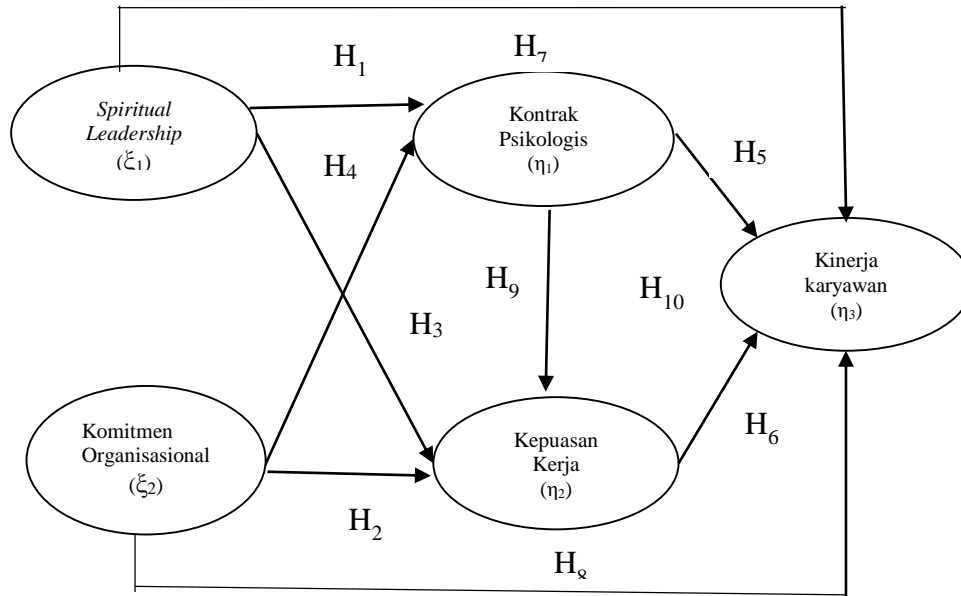 H7
H1
Spiritual
Leadership
(ξ1)
Kontrak
Psikologis
(η1)
H4
H5
Kinerja
karyawan
(η3)
H9
H10
H3
Komitmen
Organisasional
(ξ2)
Kepuasan
Kerja
(η2)
H6
H2
H8